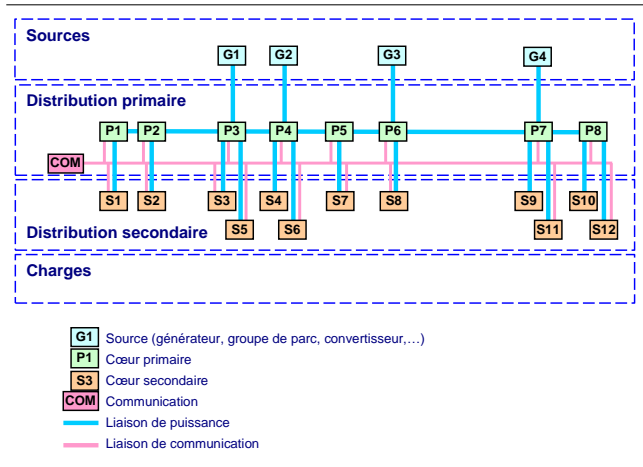 Sources
G1 G2 G3 G4
Distribution primaire
P1 P2 P3 P4 P5 P6 P7 P8
COM
S1 S2 S3 S4 S7 S8 S9 S10
S5 S6 S11 S12
Distribution secondaire
Charges
G1 Source (générateur, groupe de parc, convertisseur,…)
P1 Cœur primaire
S3 Cœur secondaire
COM Communication
Liaison de puissance
Liaison de communication